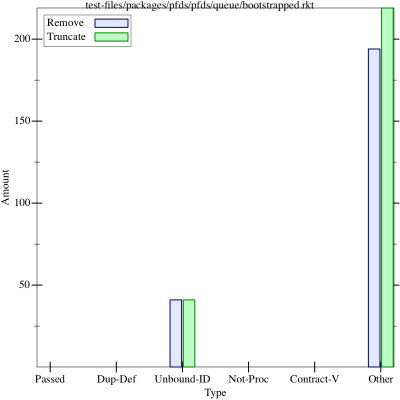 test-files/packages/pfds/pfds/queue/bootstrapped.rkt
Remove
Truncate
200
150
100
50
Amount
Passed Dup-Def Unbound-ID Not-Proc Contract-V Other
Type